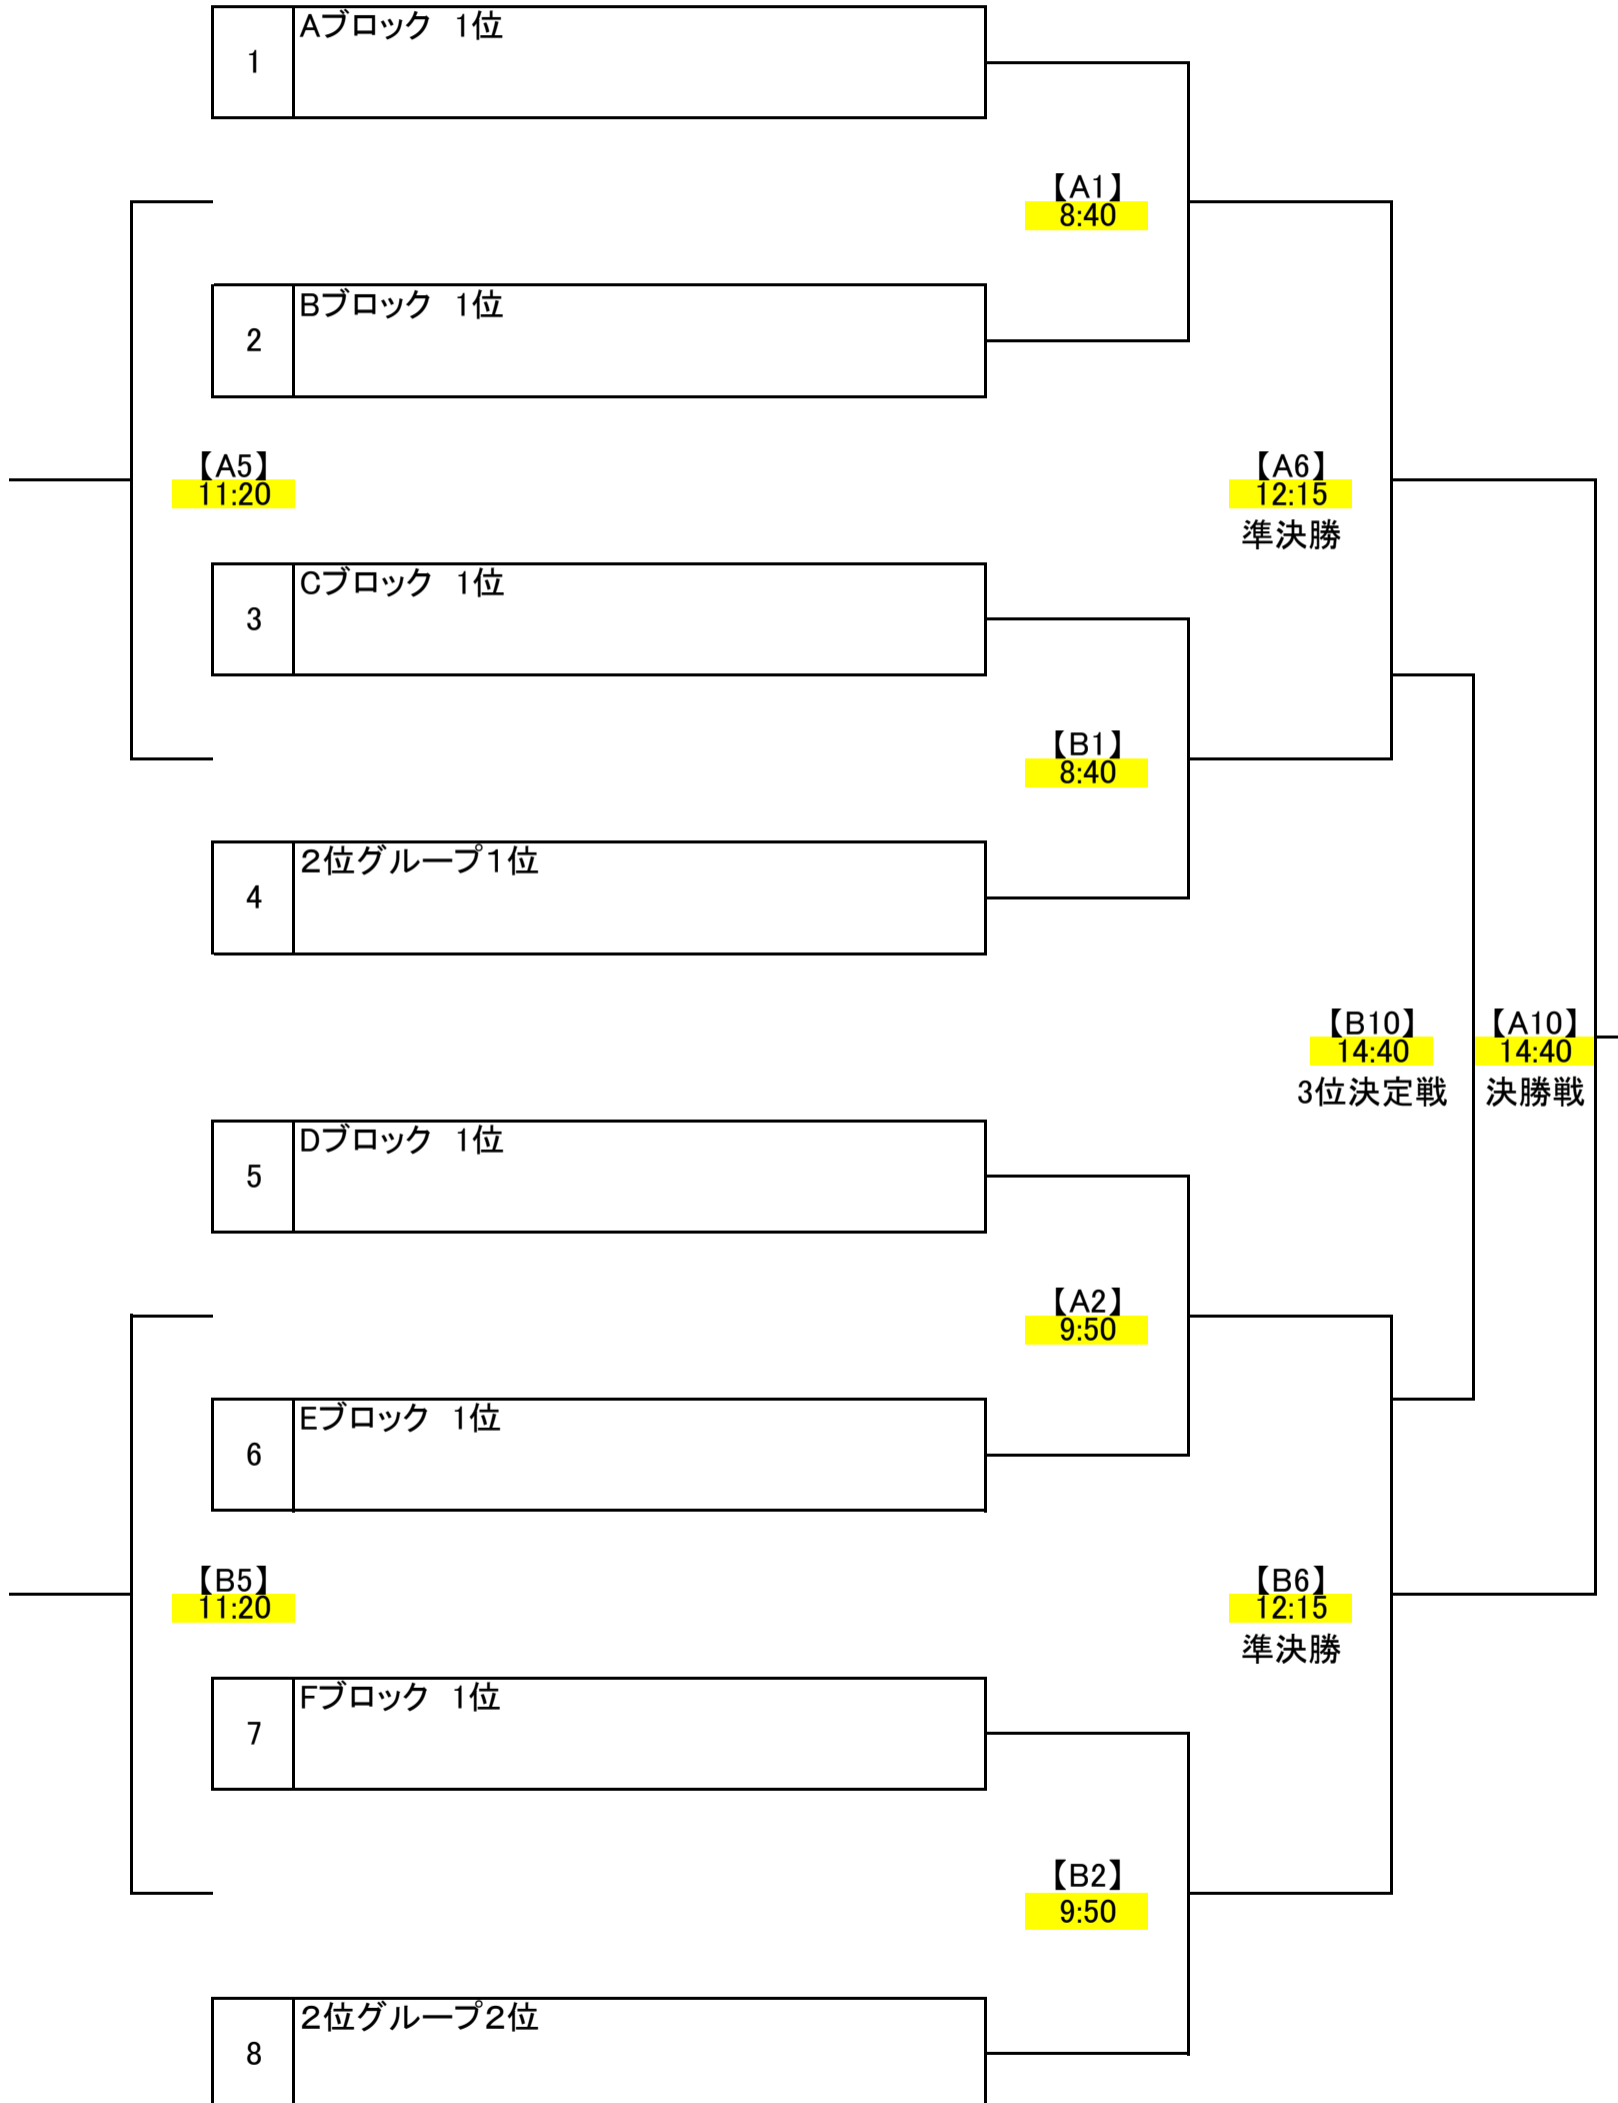 Aブロック　1位
1
【A1】
8:40
Bブロック　1位
2
【A5】
11:20
【A6】
12:15
準決勝
Cブロック　1位
3
【B1】
8:40
2位グループ1位
4
【B10】
14:40
3位決定戦
【A10】
14:40
決勝戦
Dブロック　1位
5
【A2】
9:50
Eブロック　1位
6
【B5】
11:20
【B6】
12:15
準決勝
Fブロック　1位
7
【B2】
9:50
2位グループ2位
8